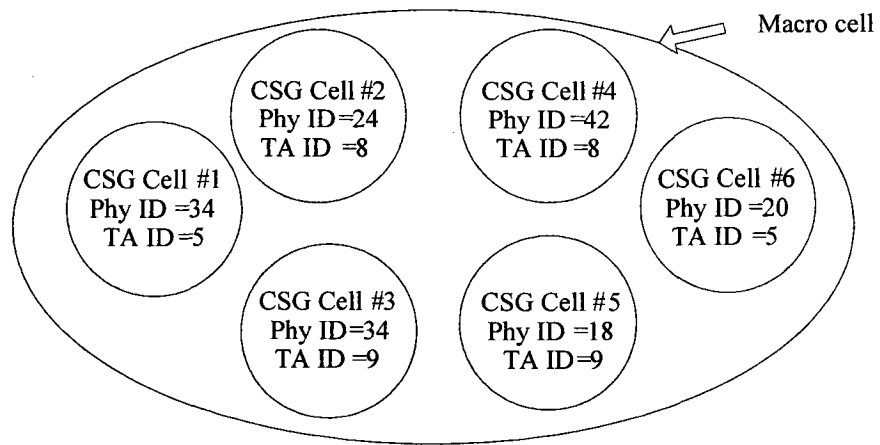 Macro cell
CSG Cell #2
Phy ID=24
TA ID =8
CSG Cell #4
Phy ID=42
TA ID =8
CSG Cell #1
Phy ID =34
TA ID=5
CSG Cell #6
Phy ID=20
TA ID =5
CSG Cell #3
Phy ID=34
TA ID =9
CSG Cell #5
Phy ID=18
TA ID =9